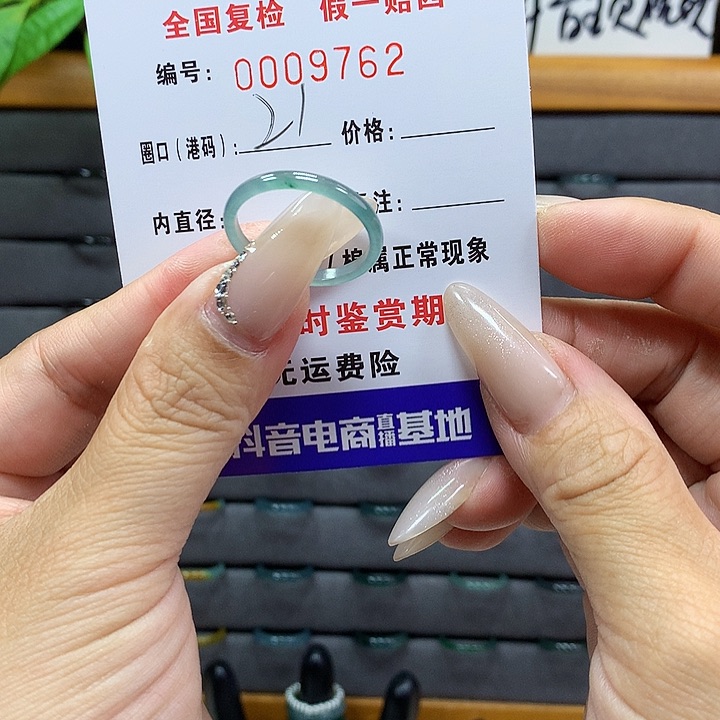 全国复检 假一赔四
编号: 0009762
圈口(港码): 21 价格:
内直径: 注:
属正常现象
时鉴赏期
无运费险
抖音电商直播基地